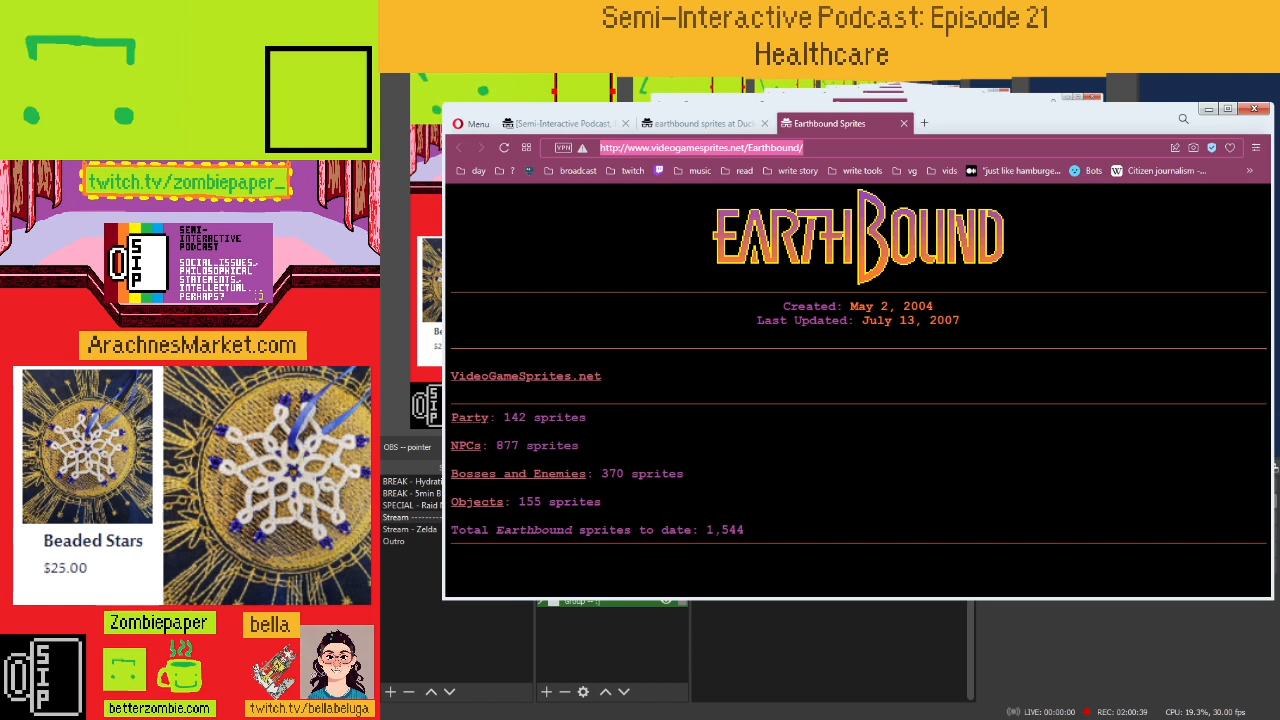 Semi-Interactive Podcast: Episode 21
Healthcare
twitch.tv/zombiepaper_
SIP
SEMI-
INTERACTIVE
PODCAST
SOCIAL ISSUES,
PHILOSOPHICAL
STATEMENTS,
INTELLECTUAL...
PERHAPS? :3
ArachnesMarket.com
Beaded Stars
$25.00
Zombiepaper
bella
SIP
betterzombie.com
twitch.tv/bellabeluga
Menu
[Semi-Interactive Podcast,
earthbound sprites at Duck
Earthbound Sprites
VPN
http://www.videogamesprites.net/Earthbound/
day
?
broadcast
twitch
music
read
write story
write tools
vg
vids
"just like hamburge...
Bots
W
Citizen journalism -...
EARTHBOUND
Created: May 2, 2004
Last Updated: July 13, 2007
VideoGameSprites.net
Party: 142 sprites
NPCs: 877 sprites
Bosses and Enemies: 370 sprites
Objects: 155 sprites
Total Earthbound sprites to date: 1,544
OBS -- pointer
BREAK - Hydrati
BREAK - 5min B
SPECIAL - Raid
Stream
Stream - Zelda
Outro
LIVE: 00:00:00
REC: 02:00:39
CPU: 19.3%, 30.00 fps